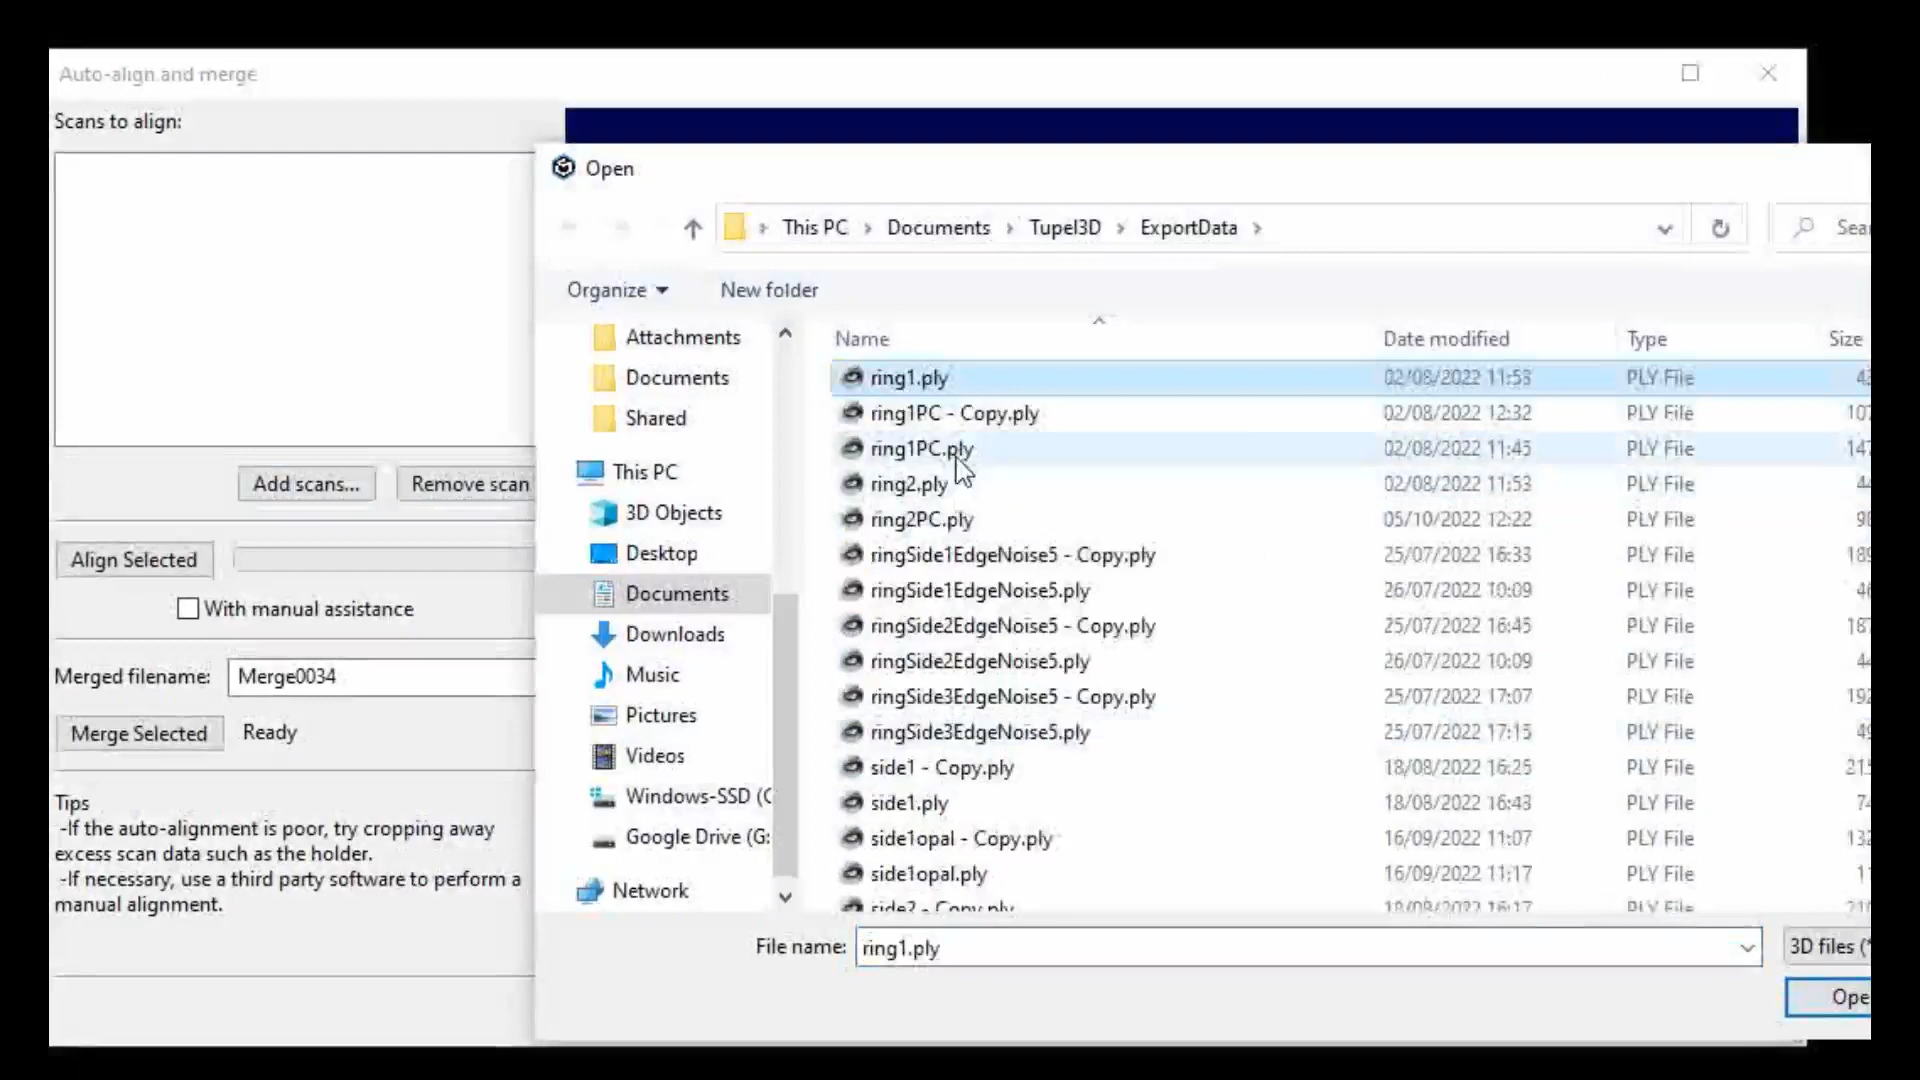 Auto-align and merge
Scans to align:
Open
This PC > Documents > Tupel3D > ExportData >
Organize
New folder
Name
Date modified
Type
Size
Attachments
Documents
Shared
This PC
3D Objects
Desktop
Documents
Downloads
Music
Pictures
Videos
Windows-SSD (C
Google Drive (G:
Network
ring1.ply 02/08/2022 11:53 PLY File
ring1PC - Copy.ply 02/08/2022 12:32 PLY File 107
ring1PC.ply 02/08/2022 11:45 PLY File 147
ring2.ply 02/08/2022 11:53 PLY File
ring2PC.ply 05/10/2022 12:22 PLY File
ringSide1EdgeNoise5 - Copy.ply 25/07/2022 16:33 PLY File 189
ringSide1EdgeNoise5.ply 26/07/2022 10:09 PLY File
ringSide2EdgeNoise5 - Copy.ply 25/07/2022 16:45 PLY File 187
ringSide2EdgeNoise5.ply 26/07/2022 10:09 PLY File
ringSide3EdgeNoise5 - Copy.ply 25/07/2022 17:07 PLY File 192
ringSide3EdgeNoise5.ply 25/07/2022 17:15 PLY File
side1 - Copy.ply 18/08/2022 16:25 PLY File
side1.ply 18/08/2022 16:43 PLY File
side1opal - Copy.ply 16/09/2022 11:07 PLY File 132
side1opal.ply 16/09/2022 11:17 PLY File
side2 - Copy.ply 18/08/2022 16:17 PLY File
File name: ring1.ply
3D files (*
Ope
Add scans...
Remove scan
Align Selected
With manual assistance
Merged filename: Merge0034
Merge Selected
Ready
Tips
-If the auto-alignment is poor, try cropping away
excess scan data such as the holder.
-If necessary, use a third party software to perform a
manual alignment.